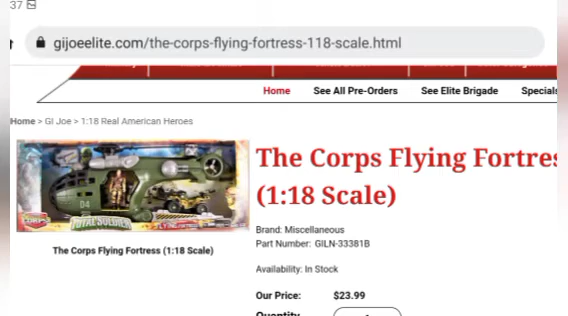 37
gijoeelite.com/the-corps-flying-fortress-118-scale.html
Home See All Pre-Orders See Elite Brigade Specials
Home > GI Joe > 1:18 Real American Heroes
04
TOTAL SOLDIER
The Corps Flying Fortres
(1:18 Scale)
The Corps Flying Fortress (1:18 Scale)
Brand: Miscellaneous
Part Number: GILN-33381B
Availability: In Stock
Our Price: $23.99
Quantity